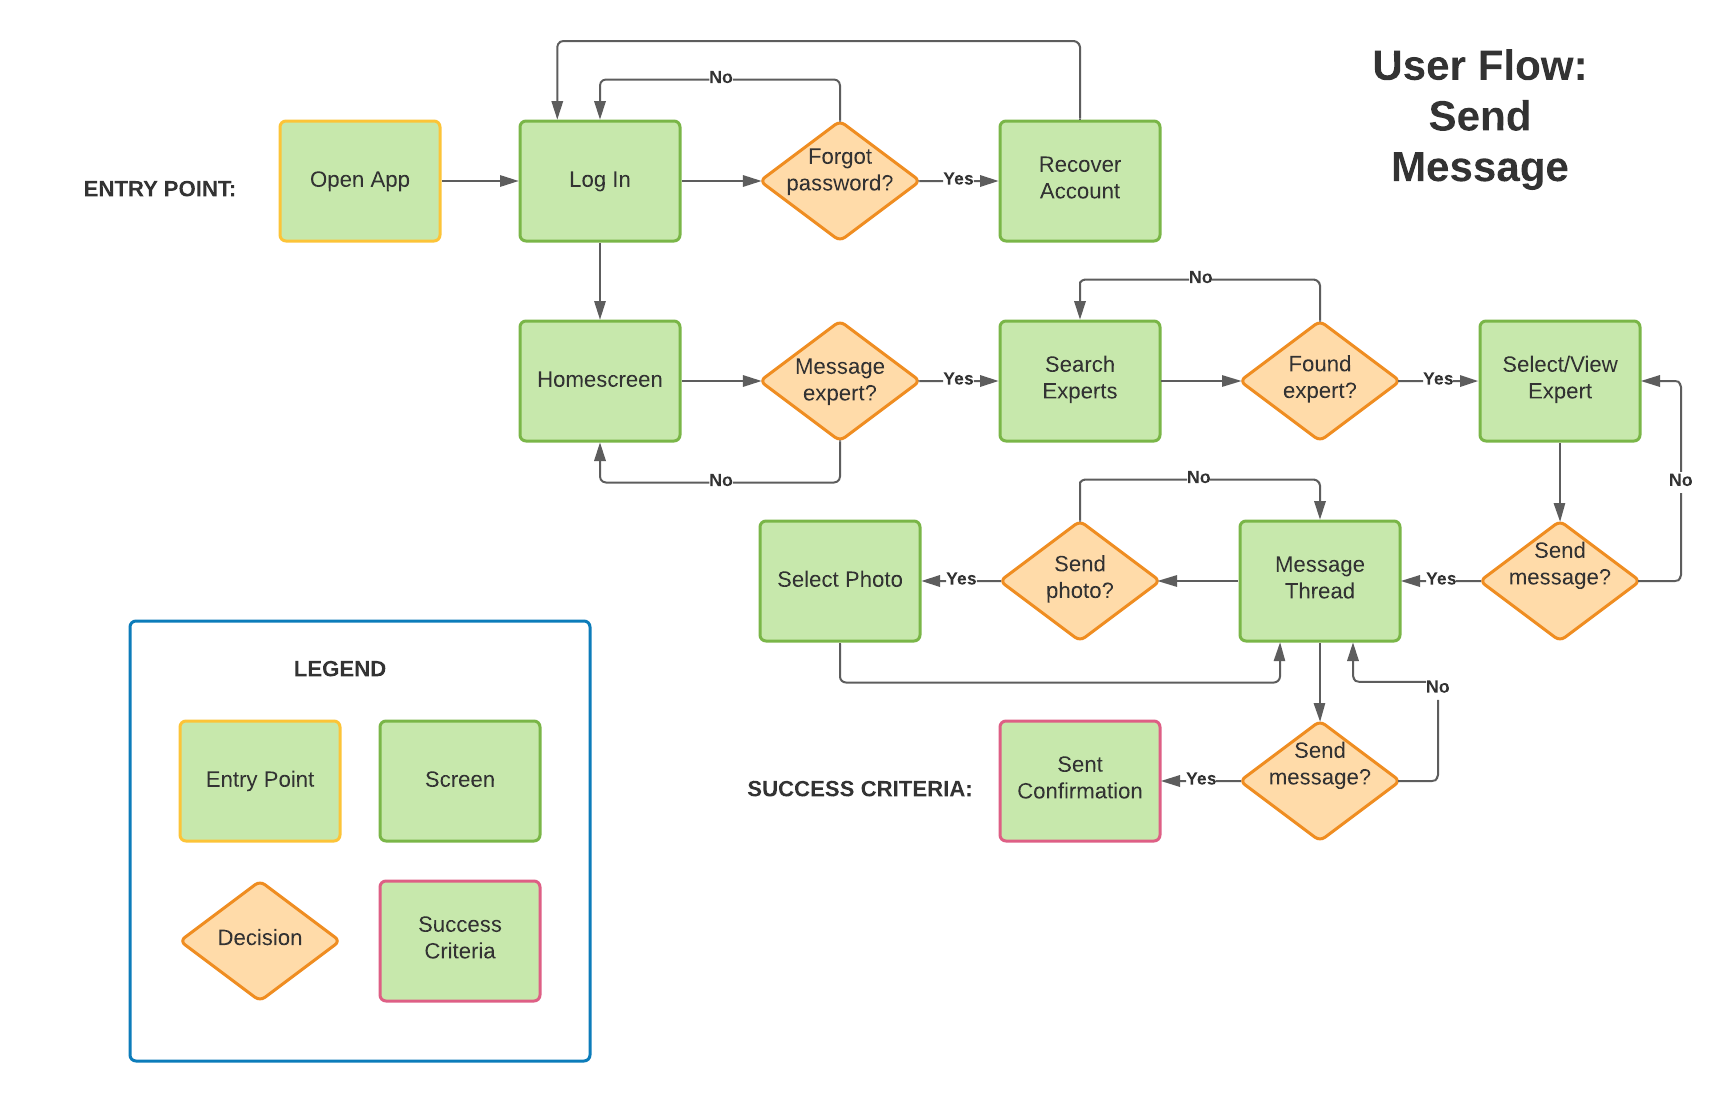 User Flow:
Send
Message
No
No
ENTRY POINT:
Open App
Log In
Forgot
password?
Yes
Recover
Account
No
Homescreen
Message
expert?
Yes
Search
Experts
Found
expert?
Yes
Select/View
Expert
No
No
No
Select Photo
Yes
Send
photo?
Message
Thread
Yes
Send
message?
No
SUCCESS CRITERIA:
Sent
Confirmation
Yes
Send
message?
LEGEND
Entry Point
Screen
Decision
Success
Criteria